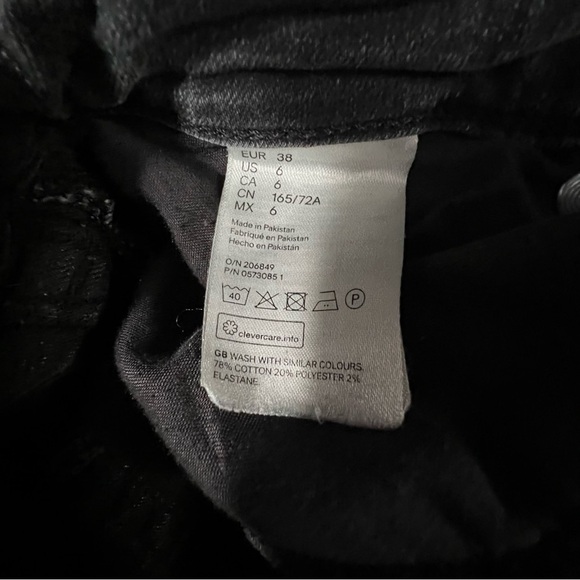 EUR 38
US 6
CA 6
CN 165/72A
MX 6
Made in Pakistan
Fabriqué en Pakistan
Hecho en Pakistán
O/N 206849
P/N 0573085 1
40 P
clevercare.info
GB WASH WITH SIMILAR COLOURS.
78% COTTON 20% POLYESTER 2%
ELASTANE.